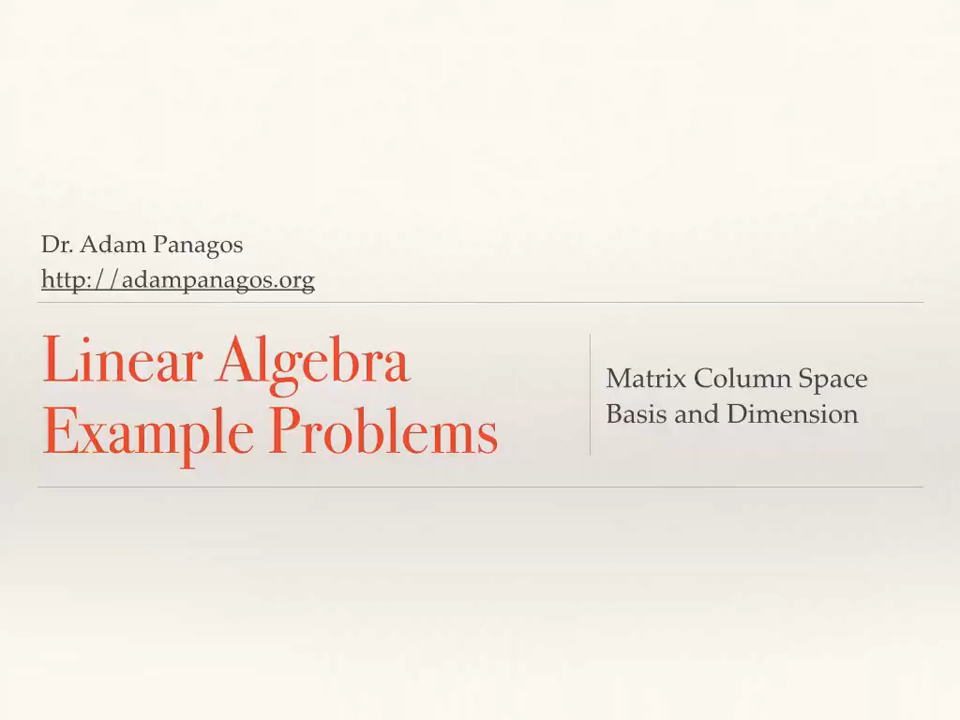 Dr. Adam Panagos
http://adampanagos.org
Linear Algebra
Example Problems
Matrix Column Space
Basis and Dimension